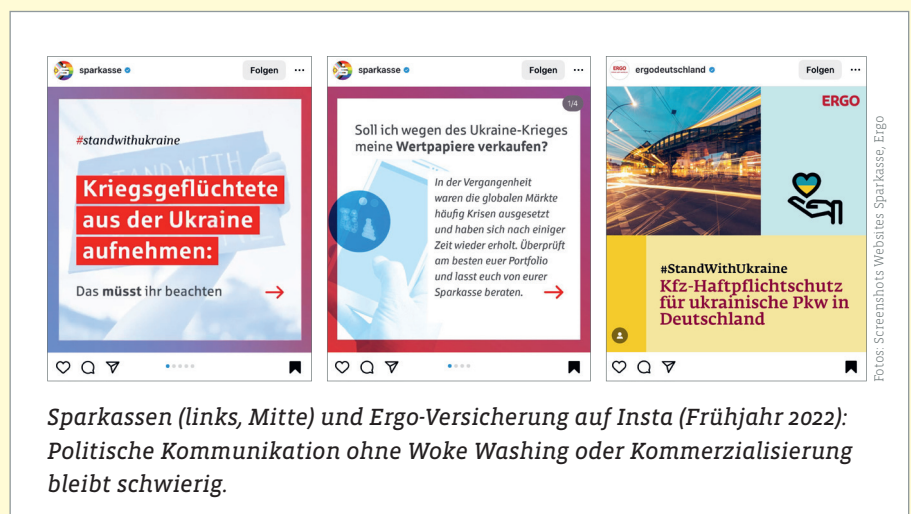 sparkasse
Folgen
#standwithukraine
STAND WITH
Kriegsgeflüchtete
aus der Ukraine
aufnehmen:
Das müsst ihr beachten
sparkasse
Folgen
1/4
Soll ich wegen des Ukraine-Krieges
meine Wertpapiere verkaufen?
In der Vergangenheit
waren die globalen Märkte
häufig Krisen ausgesetzt
und haben sich nach einiger
Zeit wieder erholt. Überprüft
am besten euer Portfolio
und lasst euch von eurer
Sparkasse beraten.
ERGO
ergodeutschland
Folgen
ERGO
#StandWithUkraine
Kfz-Haftpflichtschutz
für ukrainische Pkw in
Deutschland
Fotos: Screenshots Websites Sparkasse, Ergo
Sparkassen (links, Mitte) und Ergo-Versicherung auf Insta (Frühjahr 2022):
Politische Kommunikation ohne Woke Washing oder Kommerzialisierung
bleibt schwierig.